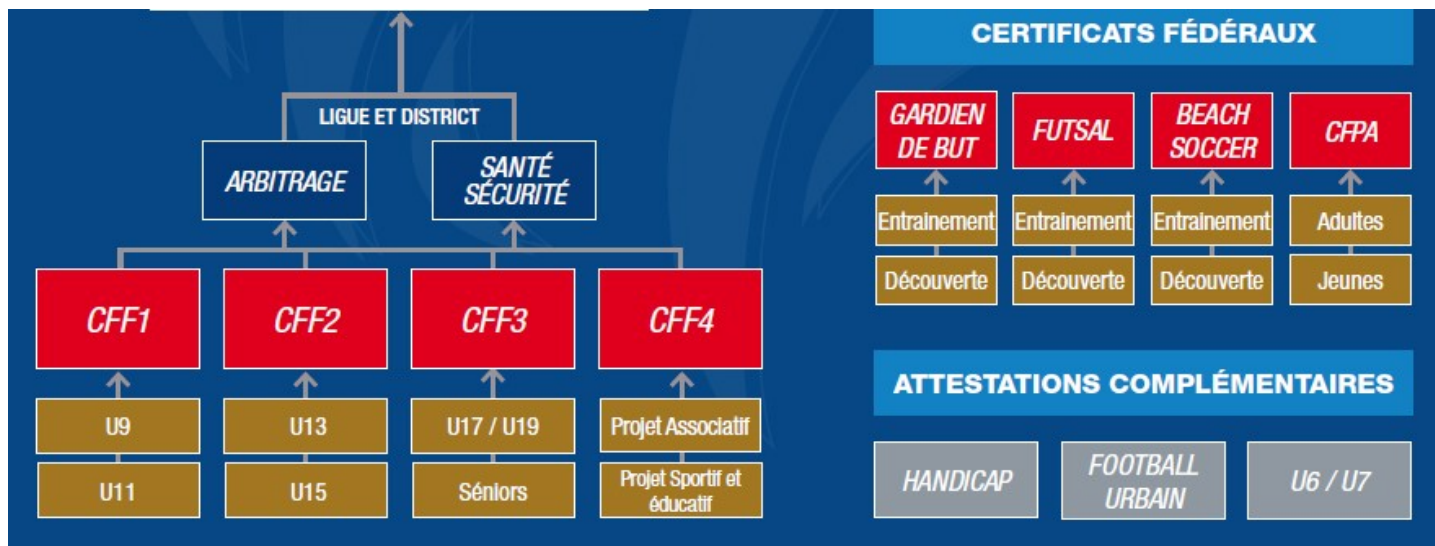 LIGUE ET DISTRICT
ARBITRAGE
SANTÉ
SÉCURITÉ
CFF1
CFF2
CFF3
CFF4
U9
U13
U17 / U19
Projet Associatif
U11
U15
Séniors
Projet Sportif et
éducatif
CERTIFICATS FÉDÉRAUX
GARDIEN
DE BUT
FUTSAL
BEACH
SOCCER
CFPA
Entrainement
Entrainement
Entrainement
Adultes
Découverte
Découverte
Découverte
Jeunes
ATTESTATIONS COMPLÉMENTAIRES
HANDICAP
FOOTBALL
URBAIN
U6 / U7